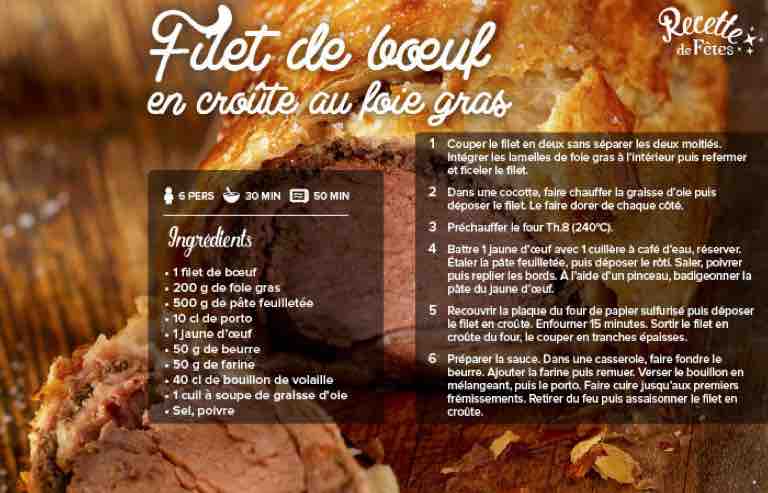 Filet de bœuf
en croûte au foie gras
Recette
de Fêtes
6 PERS 30 MIN 50 MIN
Ingrédients
• 1 filet de bœuf
• 200 g de foie gras
• 500 g de pâte feuilletée
• 10 cl de porto
• 1 jaune d'œuf
• 50 g de beurre
• 50 g de farine
• 40 cl de bouillon de volaille
• 1 cuil à soupe de graisse d'oie
• Sel, poivre
1 Couper le filet en deux sans séparer les deux moitiés.
Intégrer les lamelles de foie gras à l'intérieur puis refermer
et ficeler le filet.
2 Dans une cocotte, faire chauffer la graisse d'oie puis
déposer le filet. Le faire dorer de chaque côté.
3 Préchauffer le four Th.8 (240°C).
4 Battre 1 jaune d'œuf avec 1 cuillère à café d'eau, réserver.
Étaler la pâte feuilletée, puis déposer le rôti. Saler, poivrer
puis replier les bords. À l'aide d'un pinceau, badigeonner la
pâte du jaune d'œuf.
5 Recouvrir la plaque du four de papier sulfurisé puis déposer
le filet en croûte. Enfourner 15 minutes. Sortir le filet en
croûte du four, le couper en tranches épaisses.
6 Préparer la sauce. Dans une casserole, faire fondre le
beurre. Ajouter la farine puis remuer. Verser le bouillon en
mélangeant, puis le porto. Faire cuire jusqu'aux premiers
frémissements. Retirer du feu puis assaisonner le filet en
croûte.